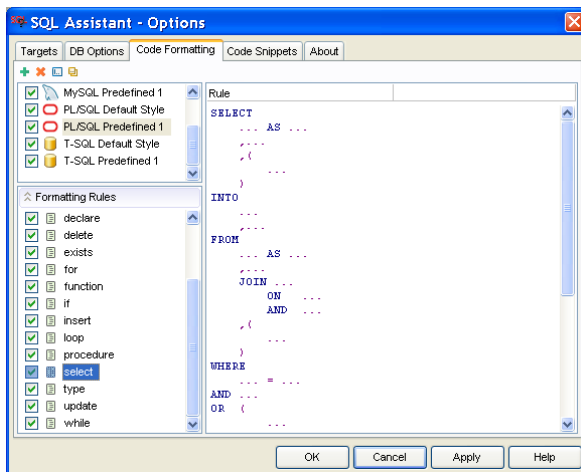 SQL Assistant - Options
Targets DB Options Code Formatting Code Snippets About
MySQL Predefined 1
PL/SQL Default Style
PL/SQL Predefined 1
T-SQL Default Style
T-SQL Predefined 1
Formatting Rules
declare
delete
exists
for
function
if
insert
loop
procedure
select
type
update
while
Rule
SELECT
... AS ...
,...
,(
...
)
INTO
...
,...
FROM
... AS ...
,...
JOIN ...
ON ...
AND ...
,(
...
)
WHERE
... = ...
AND ...
OR (
...
OK Cancel Apply Help